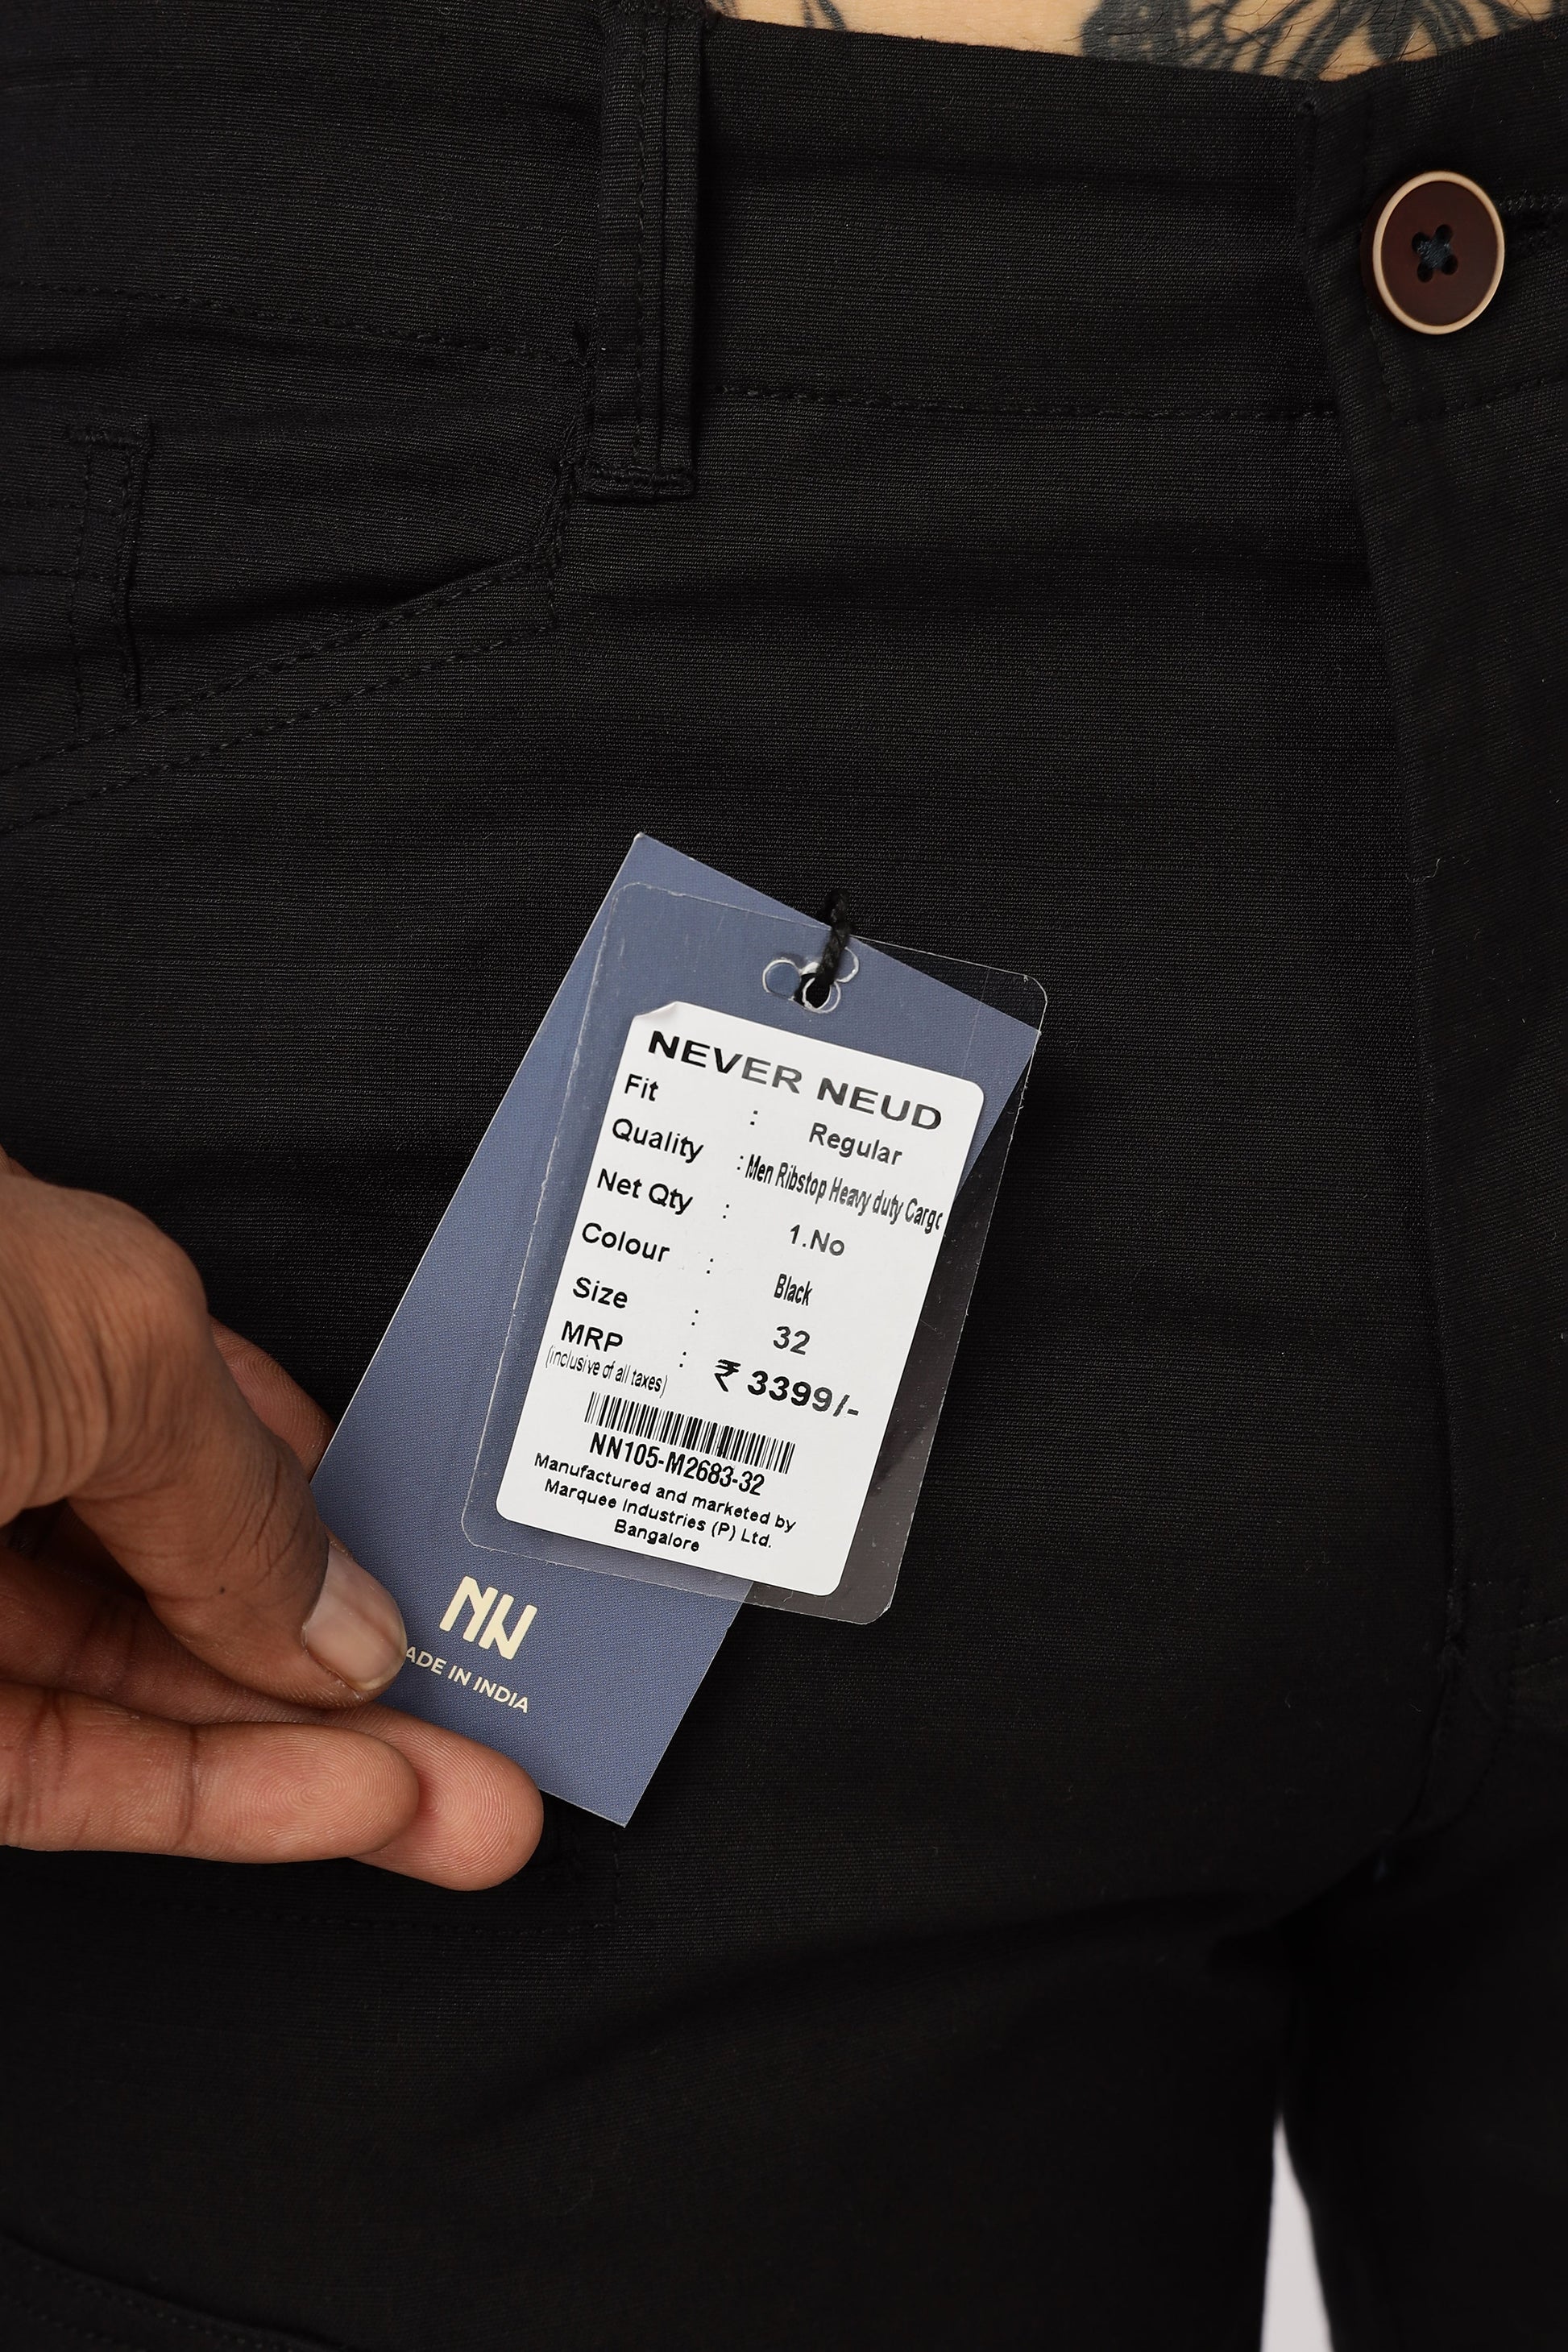 NEVER NEUD
Fit : Regular
Quality : Men Ribstop Heavy duty Cargo
Net Qty : 1.No
Colour : Black
Size : 32
MRP : ₹ 3399/-
(inclusive of all taxes)
NN105-M2683-32
Manufactured and marketed by
Marquee Industries (P) Ltd.
Bangalore
NN
ADE IN INDIA